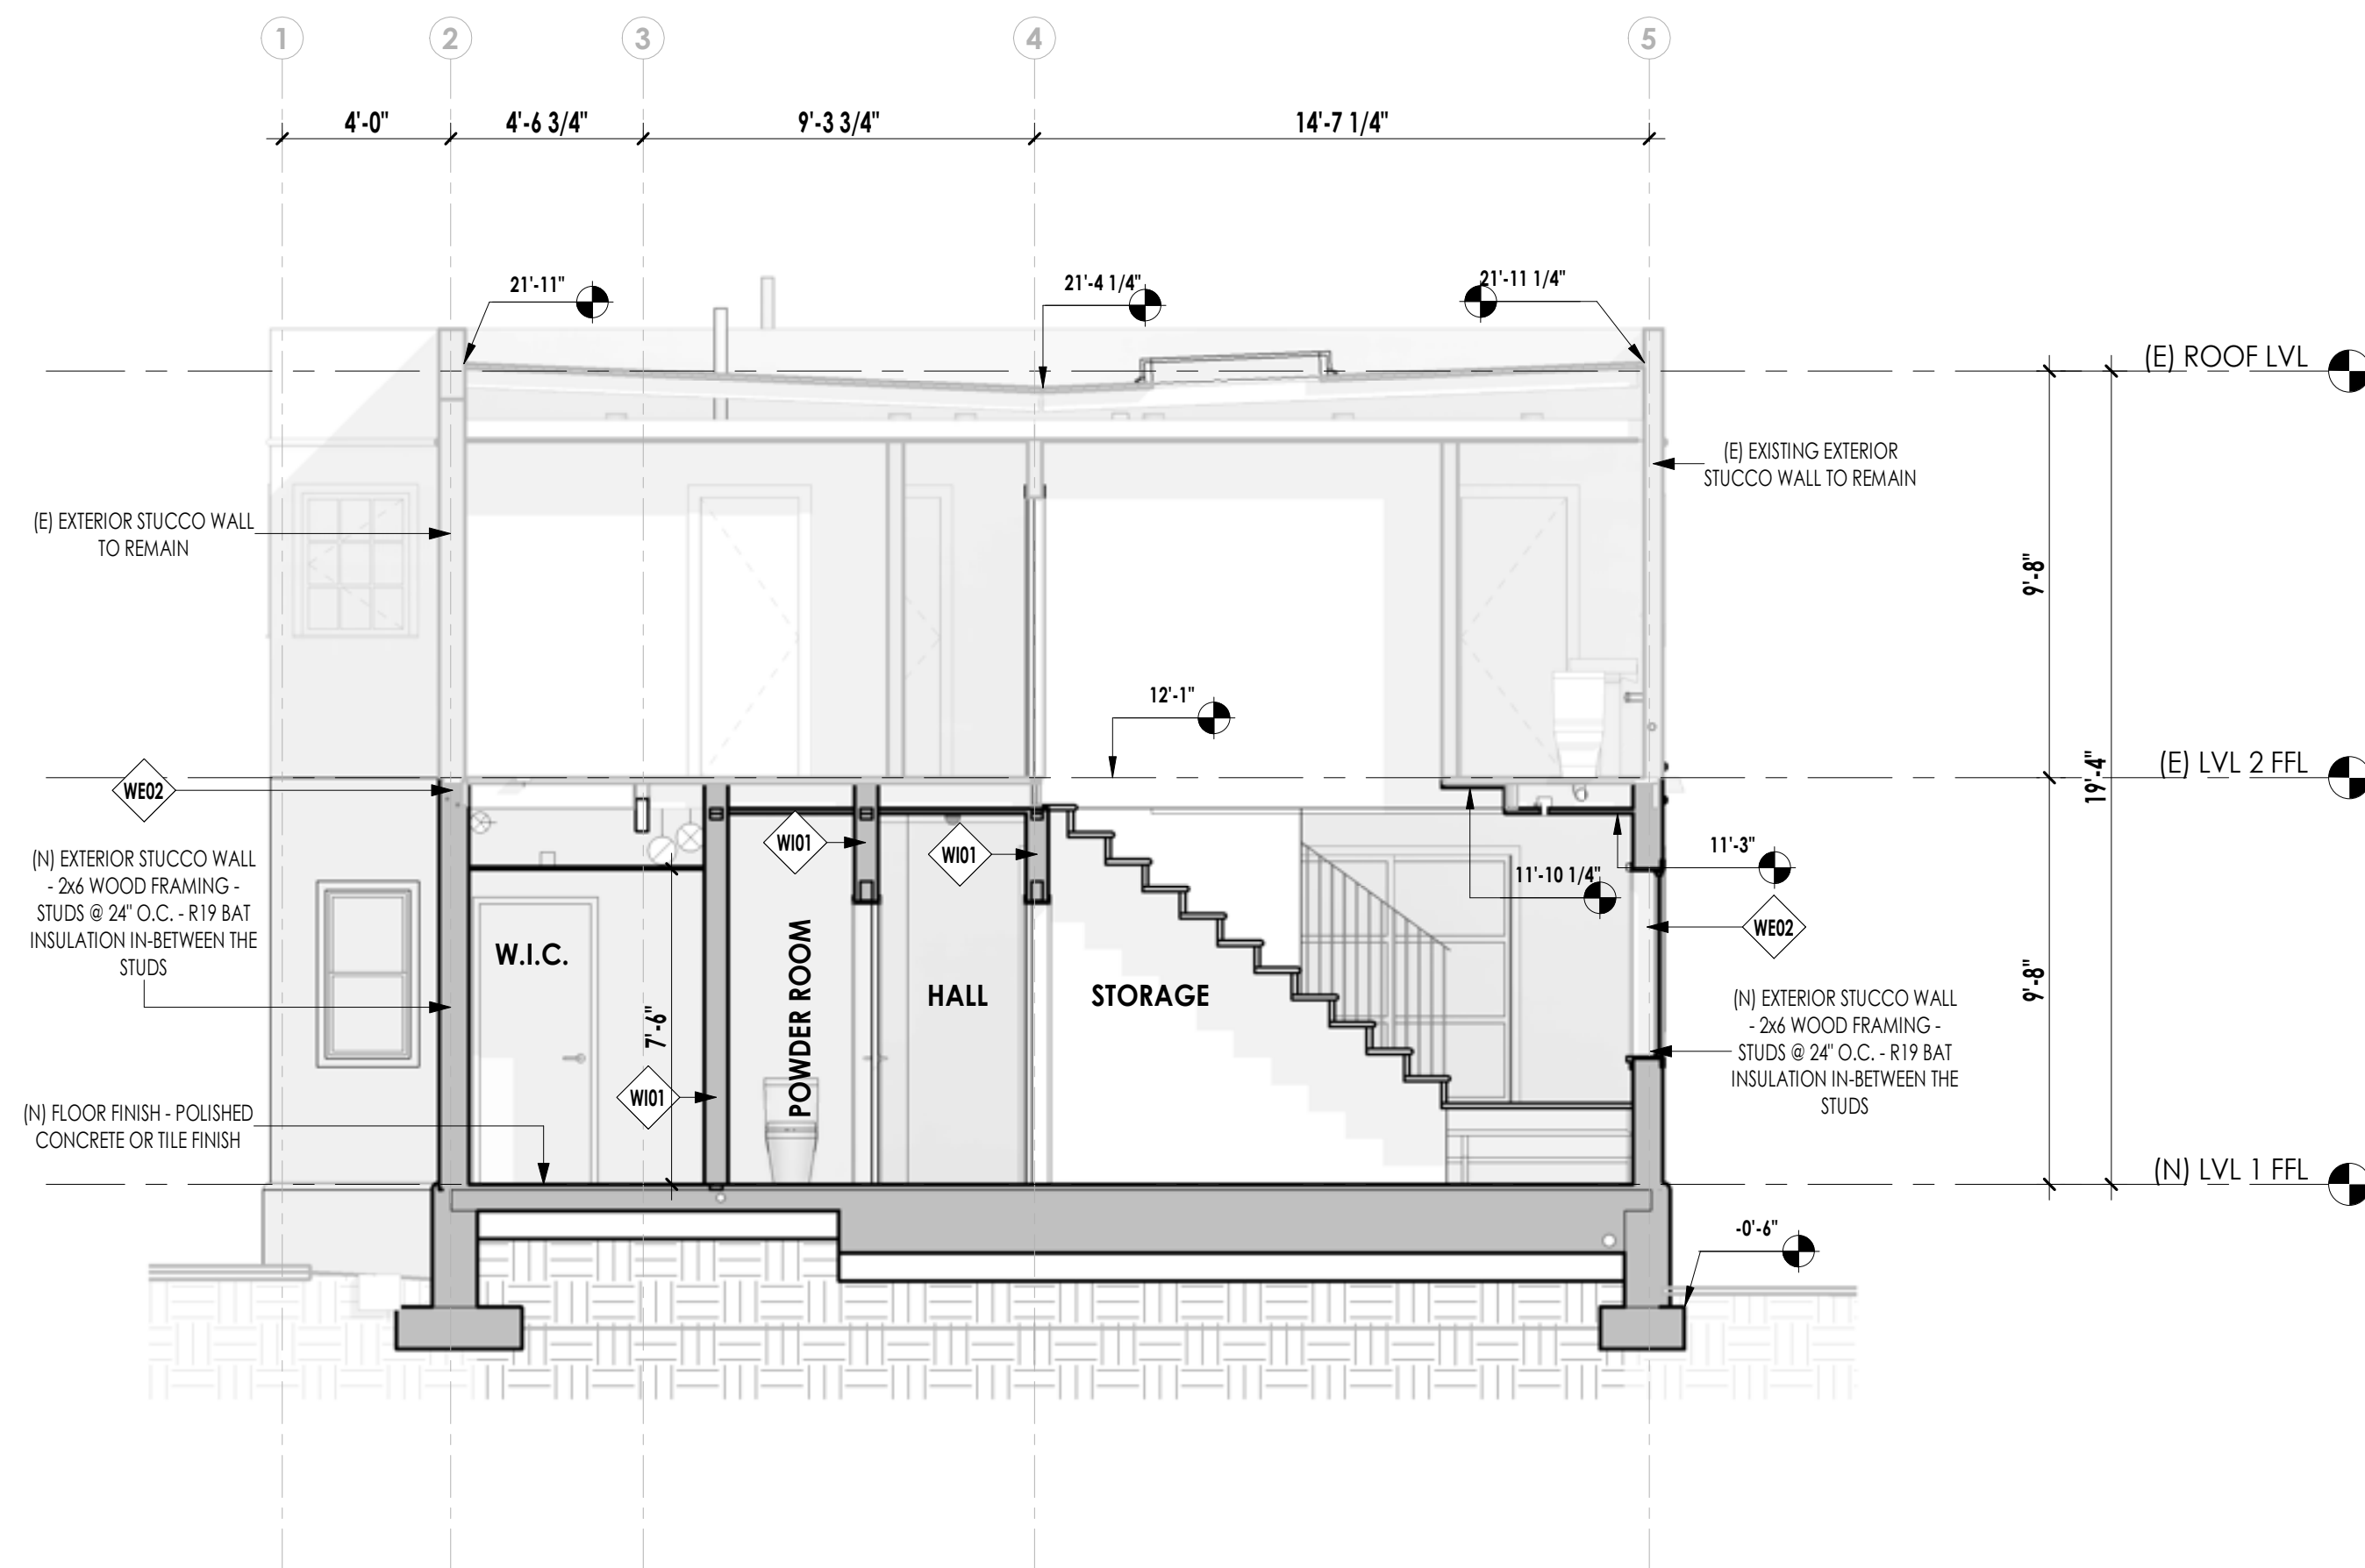 1
2
3
4
5
4'-0"
4'-6 3/4"
9'-3 3/4"
14'-7 1/4"
21'-11"
21'-4 1/4"
21'-11 1/4"
(E) ROOF LVL
(E) EXISTING EXTERIOR
STUCCO WALL TO REMAIN
(E) EXTERIOR STUCCO WALL
TO REMAIN
9'-8"
12'-1"
(E) LVL 2 FFL
19'-4"
WE02
WI01
WI01
11'-3"
11'-10 1/4"
(N) EXTERIOR STUCCO WALL
- 2x6 WOOD FRAMING -
STUDS @ 24" O.C. - R19 BAT
INSULATION IN-BETWEEN THE
STUDS
W.I.C.
POWDER ROOM
HALL
STORAGE
WE02
9'-8"
7'-6"
(N) EXTERIOR STUCCO WALL
- 2x6 WOOD FRAMING -
STUDS @ 24" O.C. - R19 BAT
INSULATION IN-BETWEEN THE
STUDS
WI01
(N) FLOOR FINISH - POLISHED
CONCRETE OR TILE FINISH
(N) LVL 1 FFL
-0'-6"